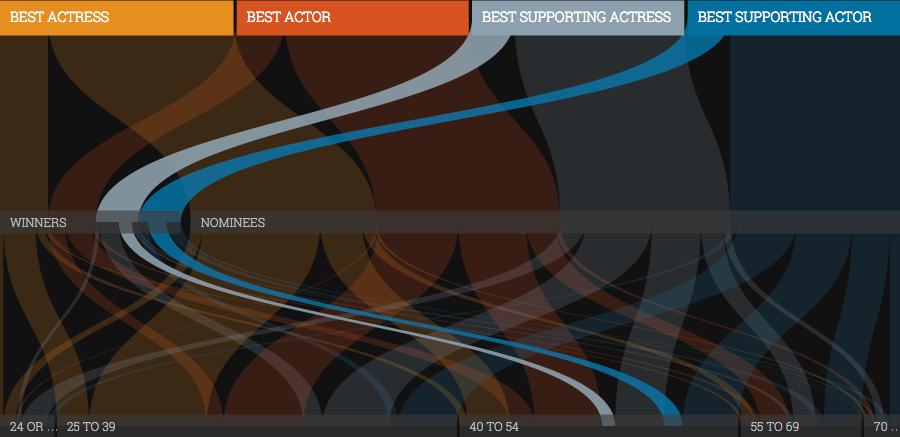 BEST ACTRESS
BEST ACTOR
BEST SUPPORTING ACTRESS
BEST SUPPORTING ACTOR
WINNERS
NOMINEES
24 OR ...
25 TO 39
40 TO 54
55 TO 69
70 ..